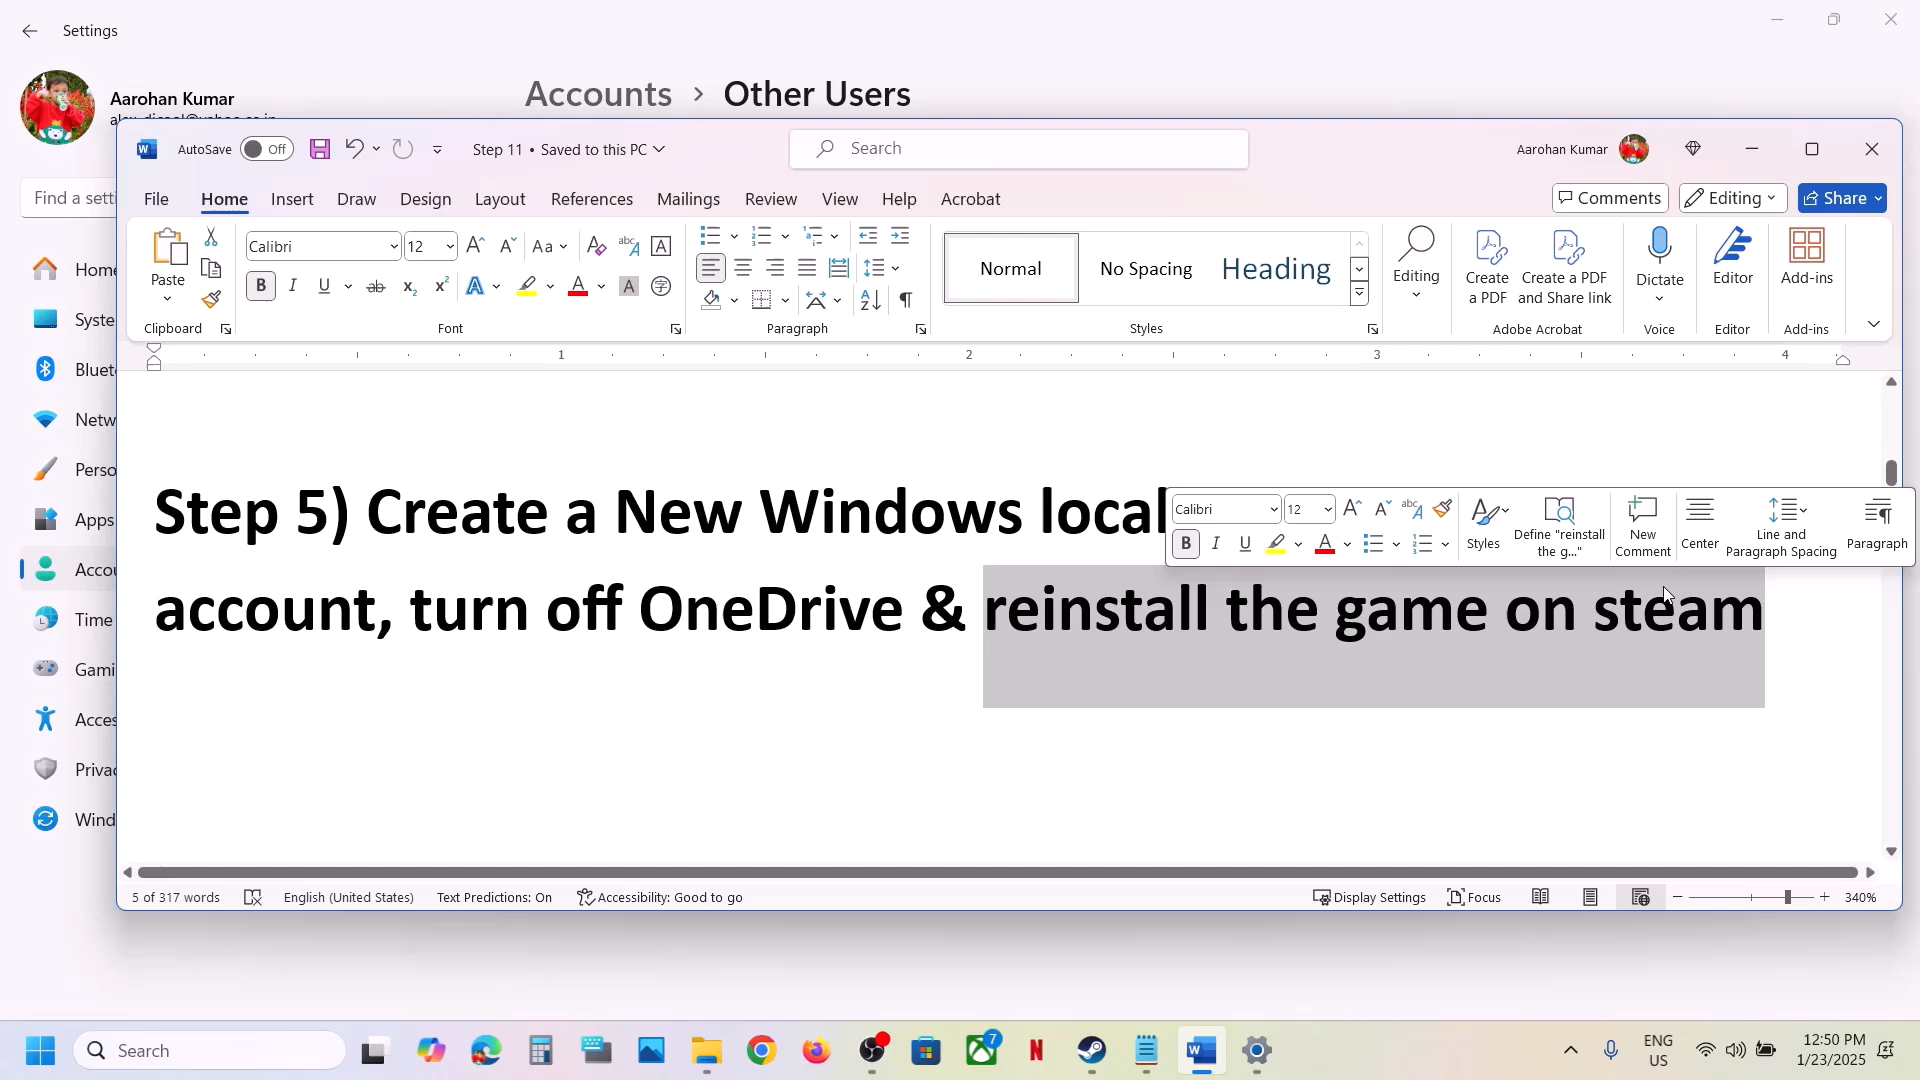 Settings
Aarohan Kumar
Accounts > Other Users
Find a setti
Home
Syste
Bluet
Netw
Perso
Apps
Accou
Time
Gami
Acces
Privac
Wind
AutoSave Off
Step 11 • Saved to this PC
Search
Aarohan Kumar
File Home Insert Draw Design Layout References Mailings Review View Help Acrobat
Comments Editing Share
Paste
Clipboard
Calibri 12
Font
Paragraph
Normal No Spacing Heading
Styles
Editing
Create a PDF
Create a PDF and Share link
Adobe Acrobat
Dictate
Voice
Editor
Editor
Add-ins
Add-ins
1 2 3 4
Step 5) Create a New Windows local
account, turn off OneDrive & reinstall the game on steam
Calibri 12
B I U
Styles
Define "reinstall the g..."
New Comment
Center
Line and Paragraph Spacing
Paragraph
5 of 317 words English (United States) Text Predictions: On Accessibility: Good to go Display Settings Focus 340%
Search
7
ENG
US
12:50 PM
1/23/2025